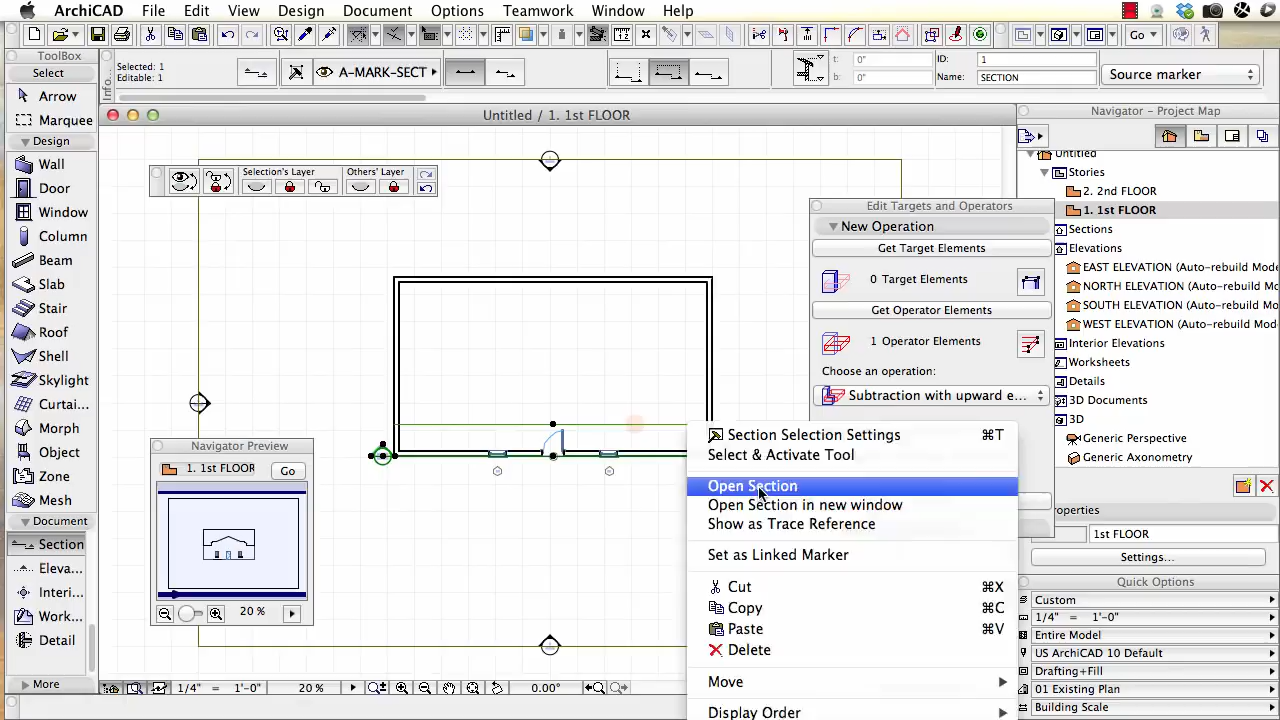 ArchiCAD File Edit View Design Document Options Teamwork Window Help
Go
ToolBox
Select
Arrow
Marquee
Design
Wall
Door
Window
Column
Beam
Slab
Stair
Roof
Shell
Skylight
Curtai...
Morph
Object
Zone
Mesh
Document
Section
Eleva...
Interi...
Work...
Detail
More
Info...
Selected: 1
Editable: 1
A-MARK-SECT
t: 0"
b: 0"
ID: 1
Name: SECTION
Source marker
Untitled / 1. 1st FLOOR
Selection's Layer
Others' Layer
Navigator Preview
1. 1st FLOOR
Go
20 %
Edit Targets and Operators
New Operation
Get Target Elements
0 Target Elements
Get Operator Elements
1 Operator Elements
Choose an operation:
Subtraction with upward e...
Section Selection Settings ⌘T
Select & Activate Tool
Open Section
Open Section in new window
Show as Trace Reference
Set as Linked Marker
Cut ⌘X
Copy ⌘C
Paste ⌘V
Delete
Move
Display Order
Navigator - Project Map
Untitled
Stories
2. 2nd FLOOR
1. 1st FLOOR
Sections
Elevations
EAST ELEVATION (Auto-rebuild Mode
NORTH ELEVATION (Auto-rebuild Mod
SOUTH ELEVATION (Auto-rebuild Mod
WEST ELEVATION (Auto-rebuild Mode
Interior Elevations
Worksheets
Details
3D Documents
3D
Generic Perspective
Generic Axonometry
roperties
1st FLOOR
Settings...
Quick Options
Custom
1/4" = 1'-0"
Entire Model
US ArchiCAD 10 Default
Drafting+Fill
01 Existing Plan
Building Scale
1/4" = 1'-0" 20 % 0.00°